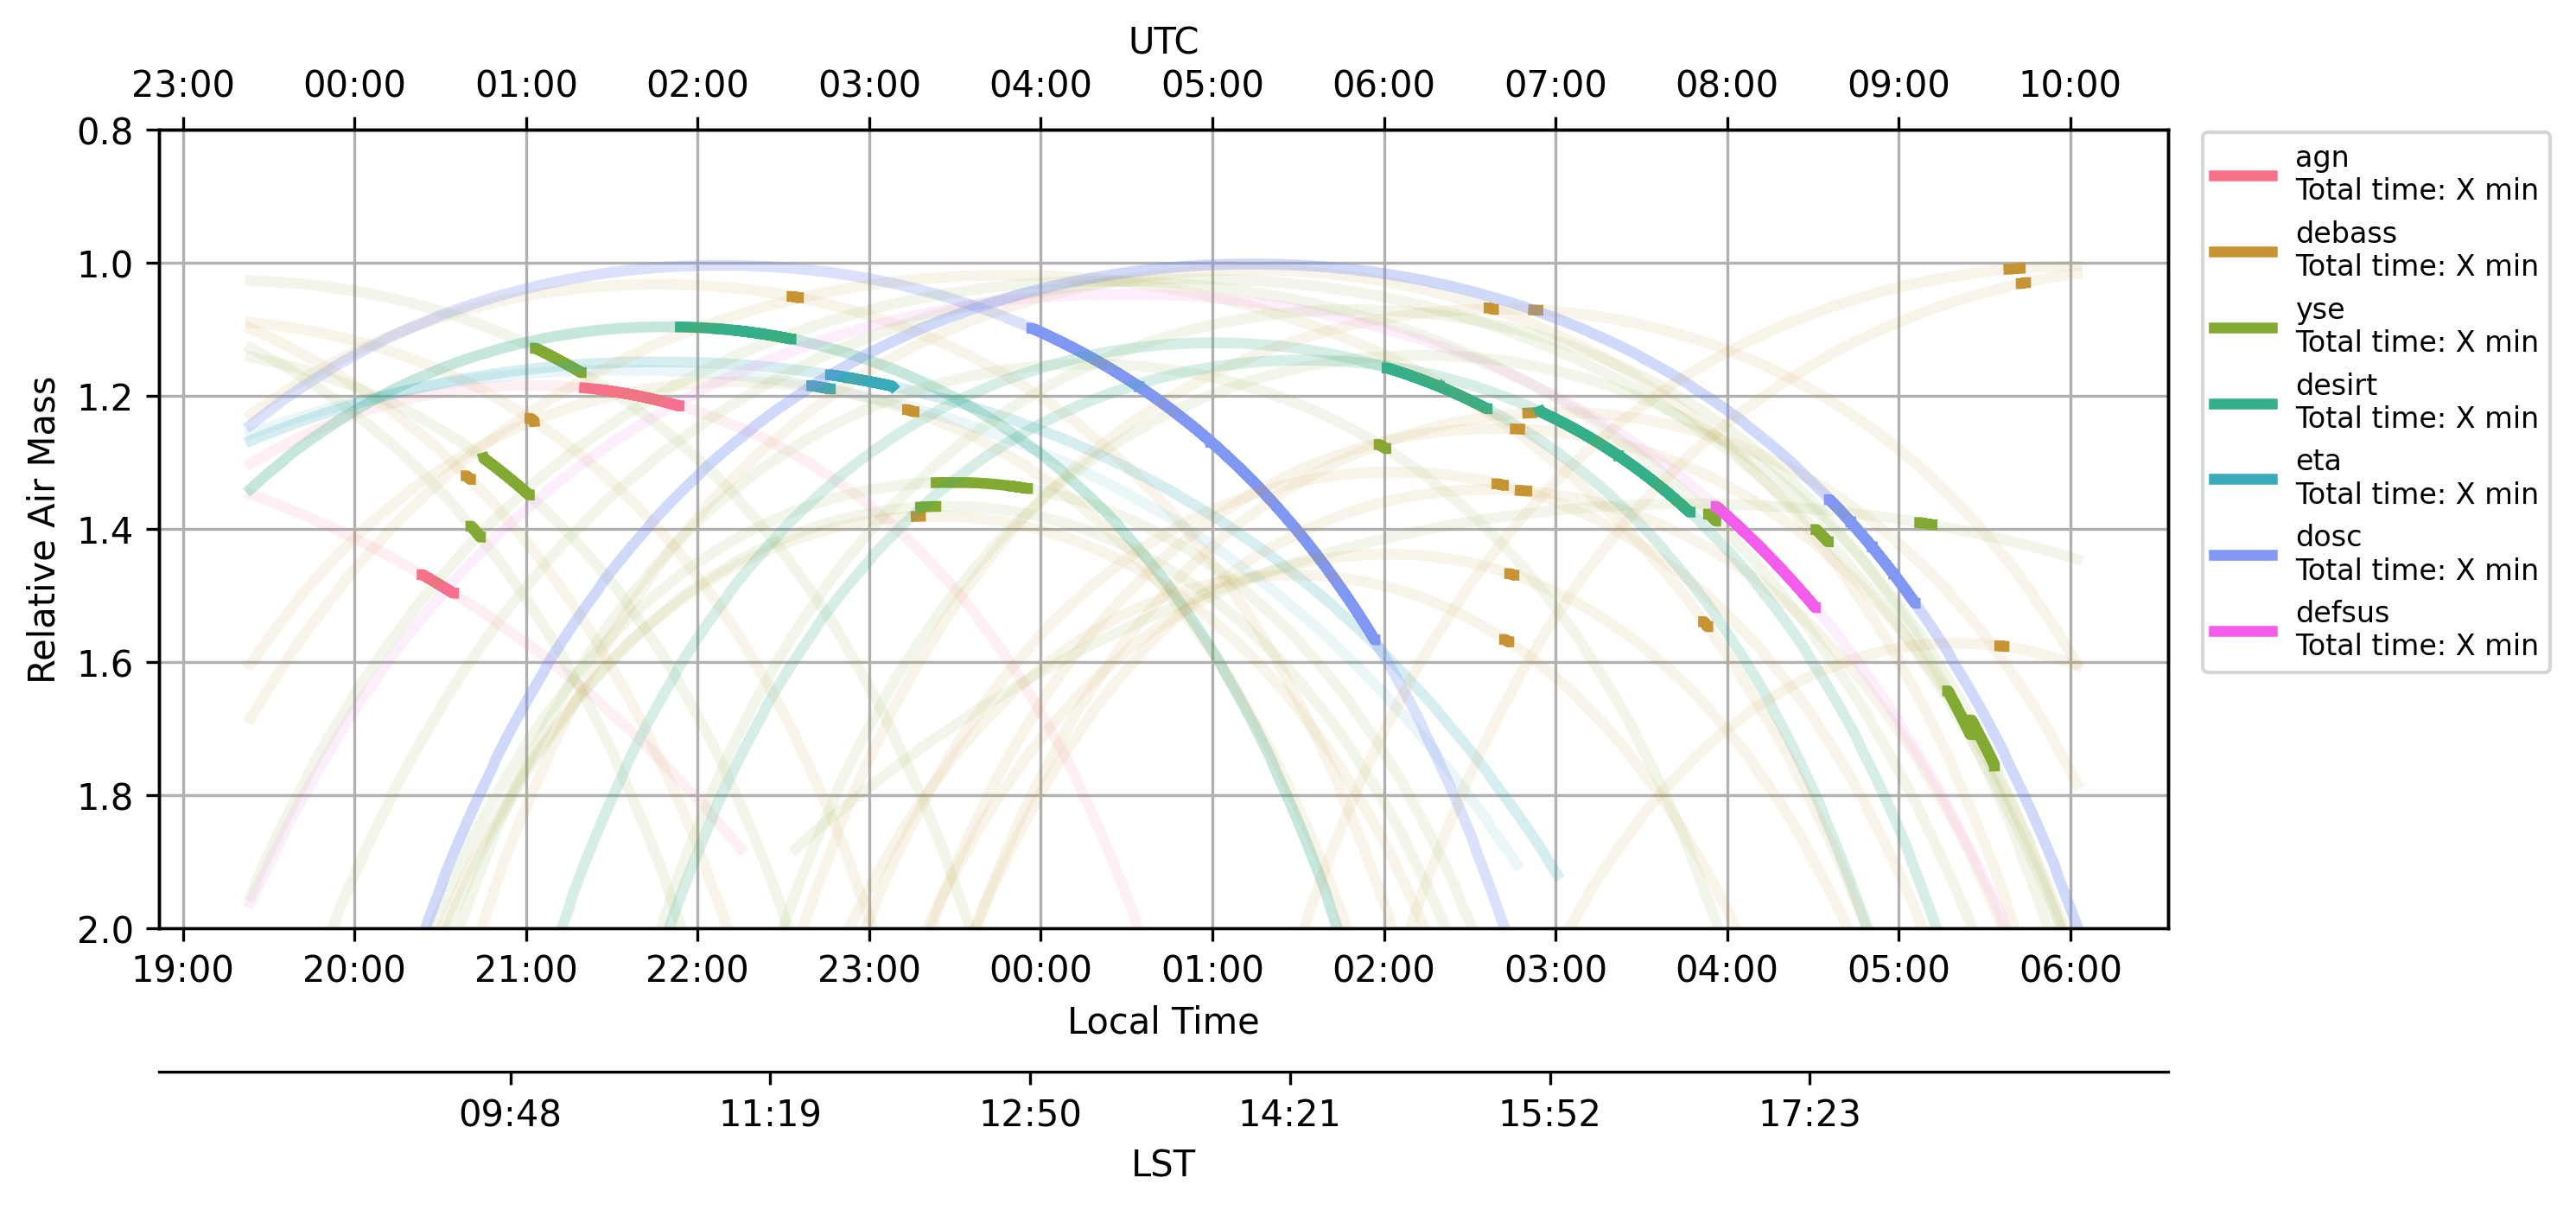 UTC
23:00 00:00 01:00 02:00 03:00 04:00 05:00 06:00 07:00 08:00 09:00 10:00
Relative Air Mass
0.8
1.0
1.2
1.4
1.6
1.8
2.0
19:00 20:00 21:00 22:00 23:00 00:00 01:00 02:00 03:00 04:00 05:00 06:00
Local Time
09:48 11:19 12:50 14:21 15:52 17:23
LST
agn
Total time: X min
debass
Total time: X min
yse
Total time: X min
desirt
Total time: X min
eta
Total time: X min
dosc
Total time: X min
defsus
Total time: X min